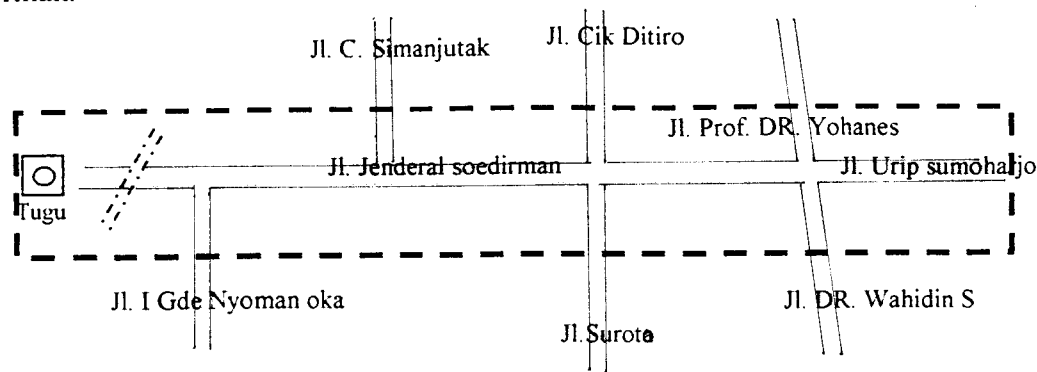 Jl. C. Simanjutak
Jl. Cik Ditiro
Jl. Prof. DR. Yohanes
Jl. Jenderal soedirman
Jl. Urip sumoharjo
Tugu
Jl. I Gde Nyoman oka
Jl. DR. Wahidin S
Jl. Suroto